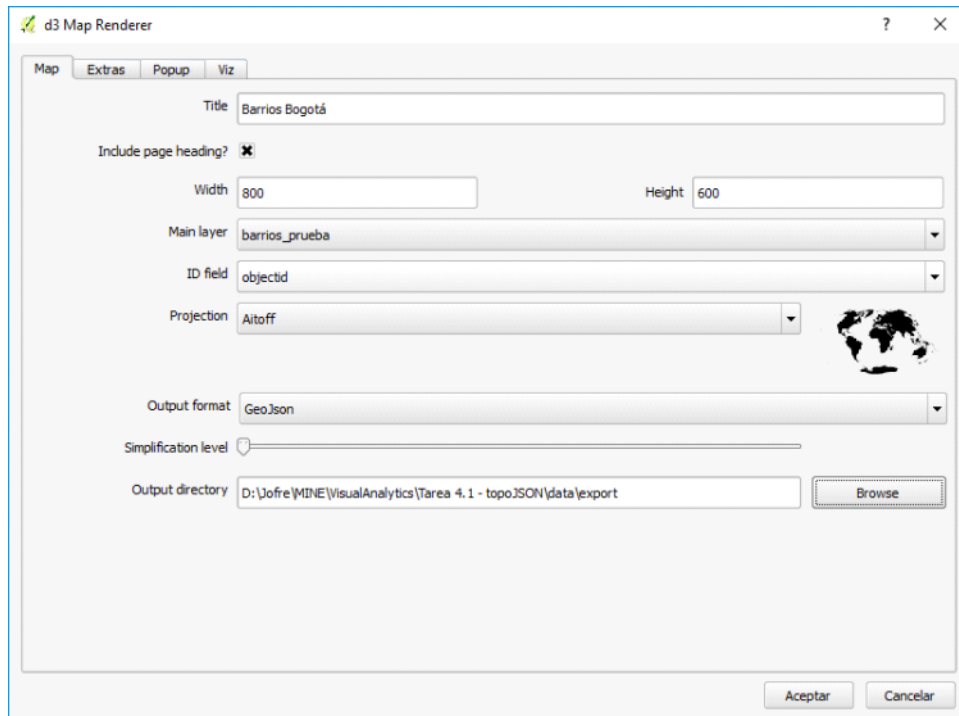 d3 Map Renderer
Map Extras Popup Viz
Title Barrios Bogotá
Include page heading?
Width 800 Height 600
Main layer barrios_prueba
ID field objectid
Projection Aitoff
Output format GeoJson
Simplification level
Output directory D:\Jofre\MINE\VisualAnalytics\Tarea 4.1 - topoJSON\data\export Browse
Aceptar Cancelar